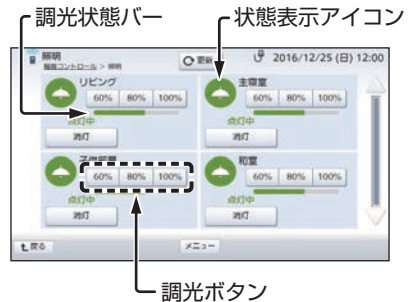 調光状態バー
状態表示アイコン
照明
機器コントロール > 照明
更新
2016/12/25 (日) 12:00
リビング
60% 80% 100%
点灯中
消灯
主寝室
60% 80% 100%
点灯中
消灯
子供部屋
60% 80% 100%
点灯中
消灯
和室
60% 80% 100%
点灯中
消灯
戻る
メニュー
調光ボタン